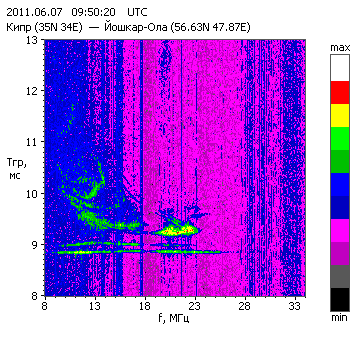 2011.06.07 09:50:20 UTC
Кипр (35N 34E) — Йошкар-Ола (56.63N 47.87E)
13
12
11
10
9
8
Tгр,
мс
8 13 18 23 28 33
f, МГц
max
min